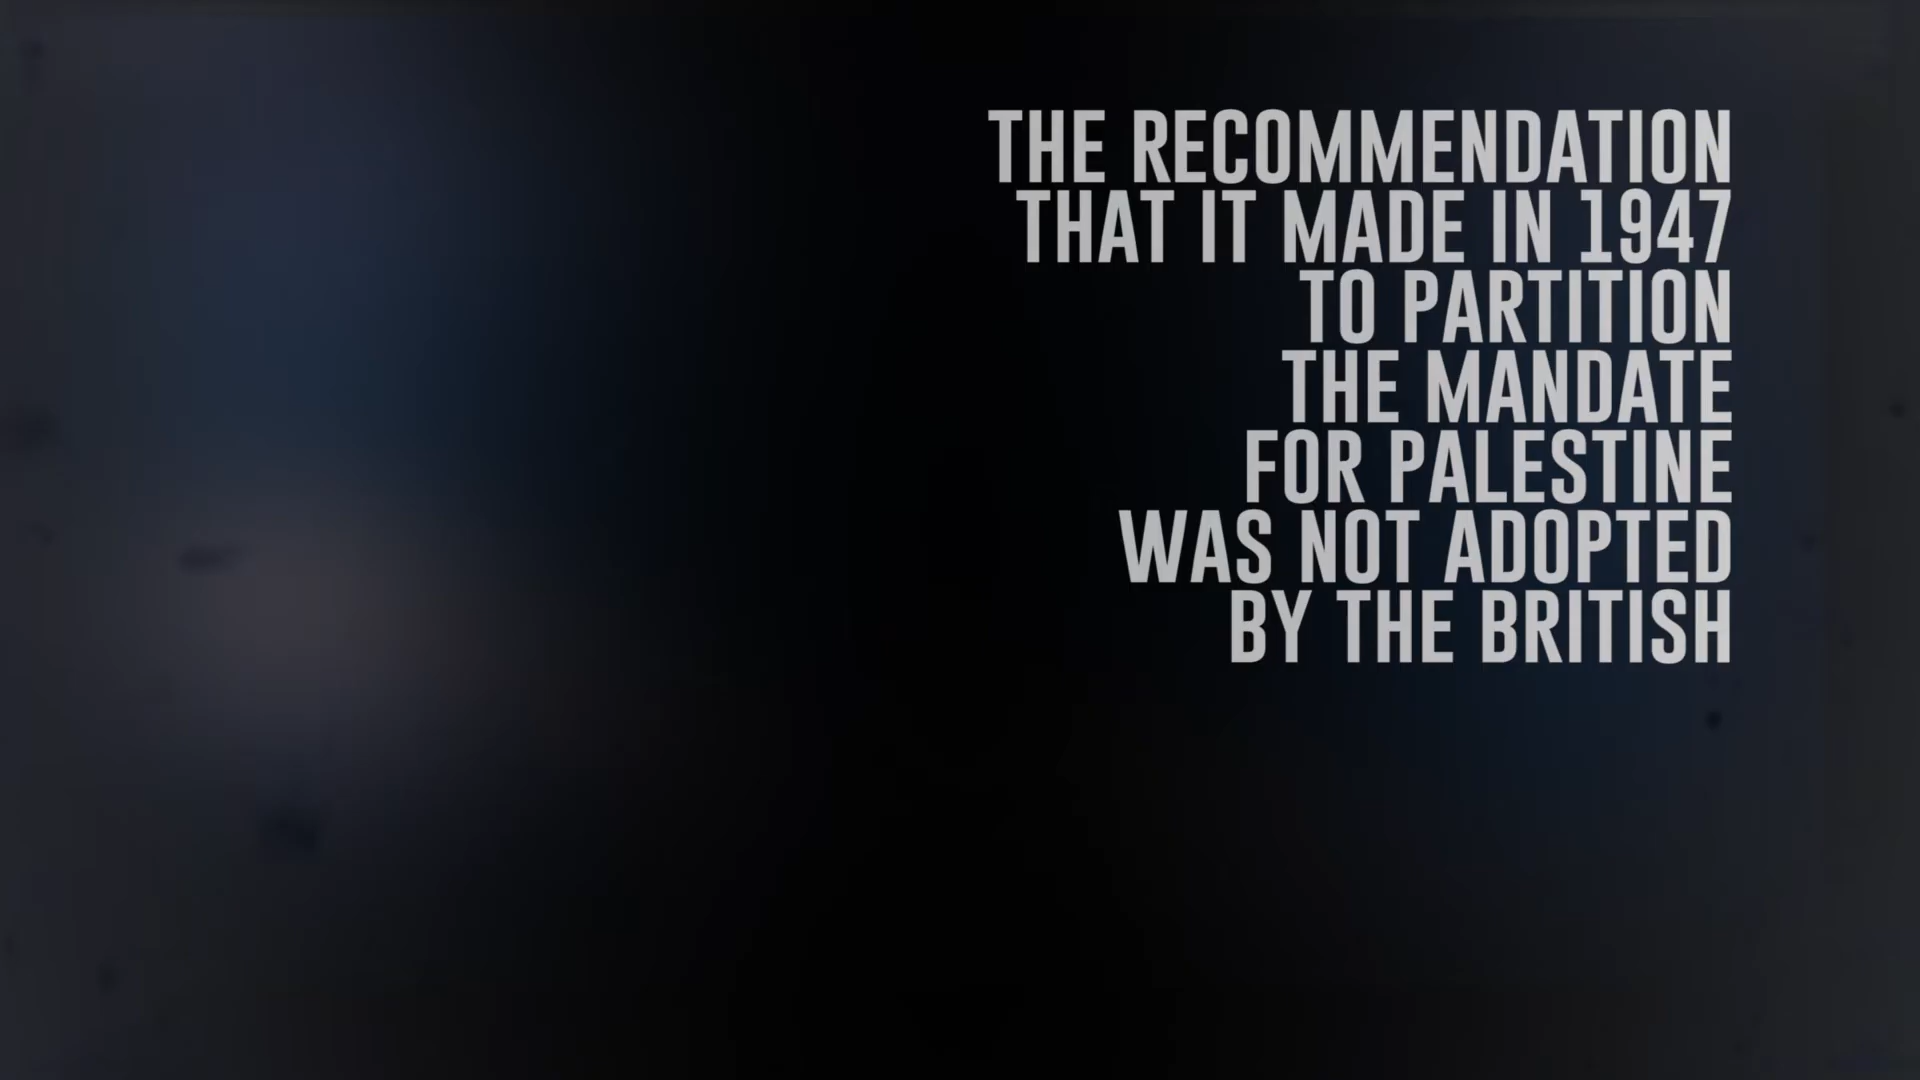 THE RECOMMENDATION
THAT IT MADE IN 1947
TO PARTITION
THE MANDATE
FOR PALESTINE
WAS NOT ADOPTED
BY THE BRITISH